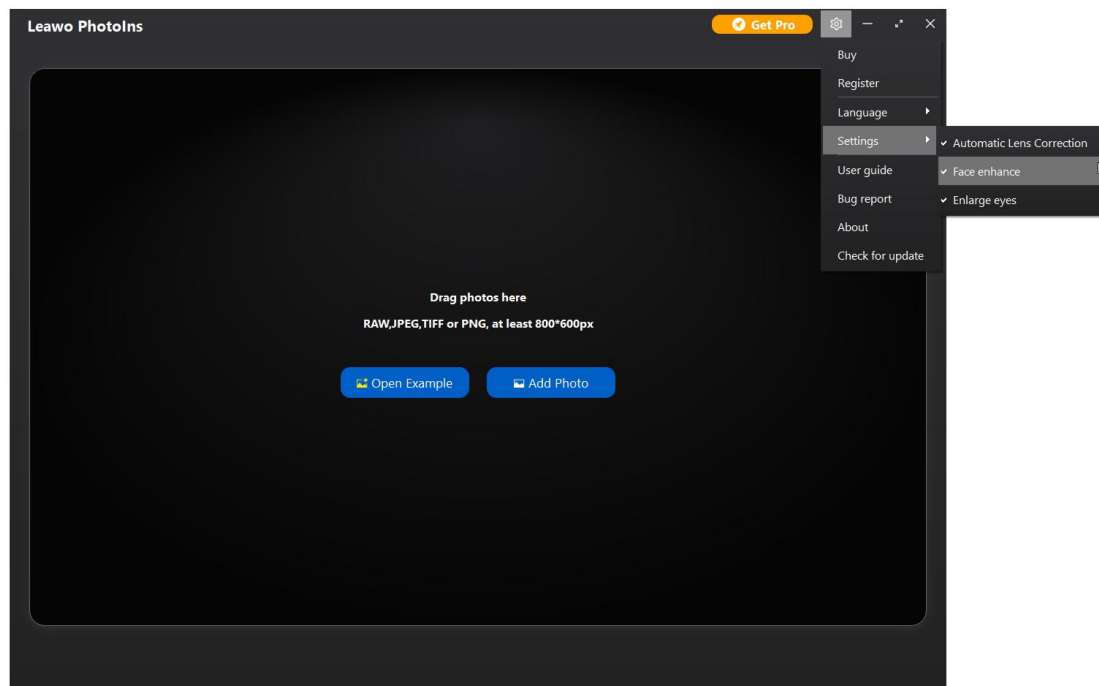 Leawo PhotoIns
Get Pro
Buy
Register
Language
Settings
Automatic Lens Correction
Face enhance
Enlarge eyes
User guide
Bug report
About
Check for update
Drag photos here
RAW,JPEG,TIFF or PNG, at least 800*600px
Open Example
Add Photo